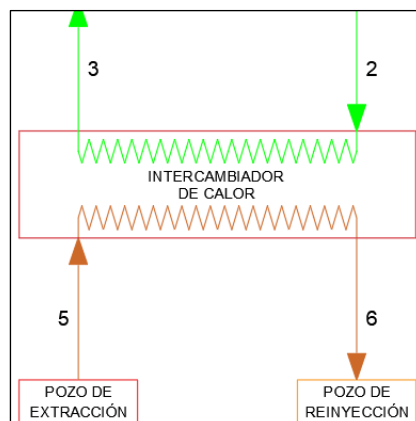 3
2
INTERCAMBIADOR
DE CALOR
5
6
POZO DE
EXTRACCIÓN
POZO DE
REINYECCIÓN